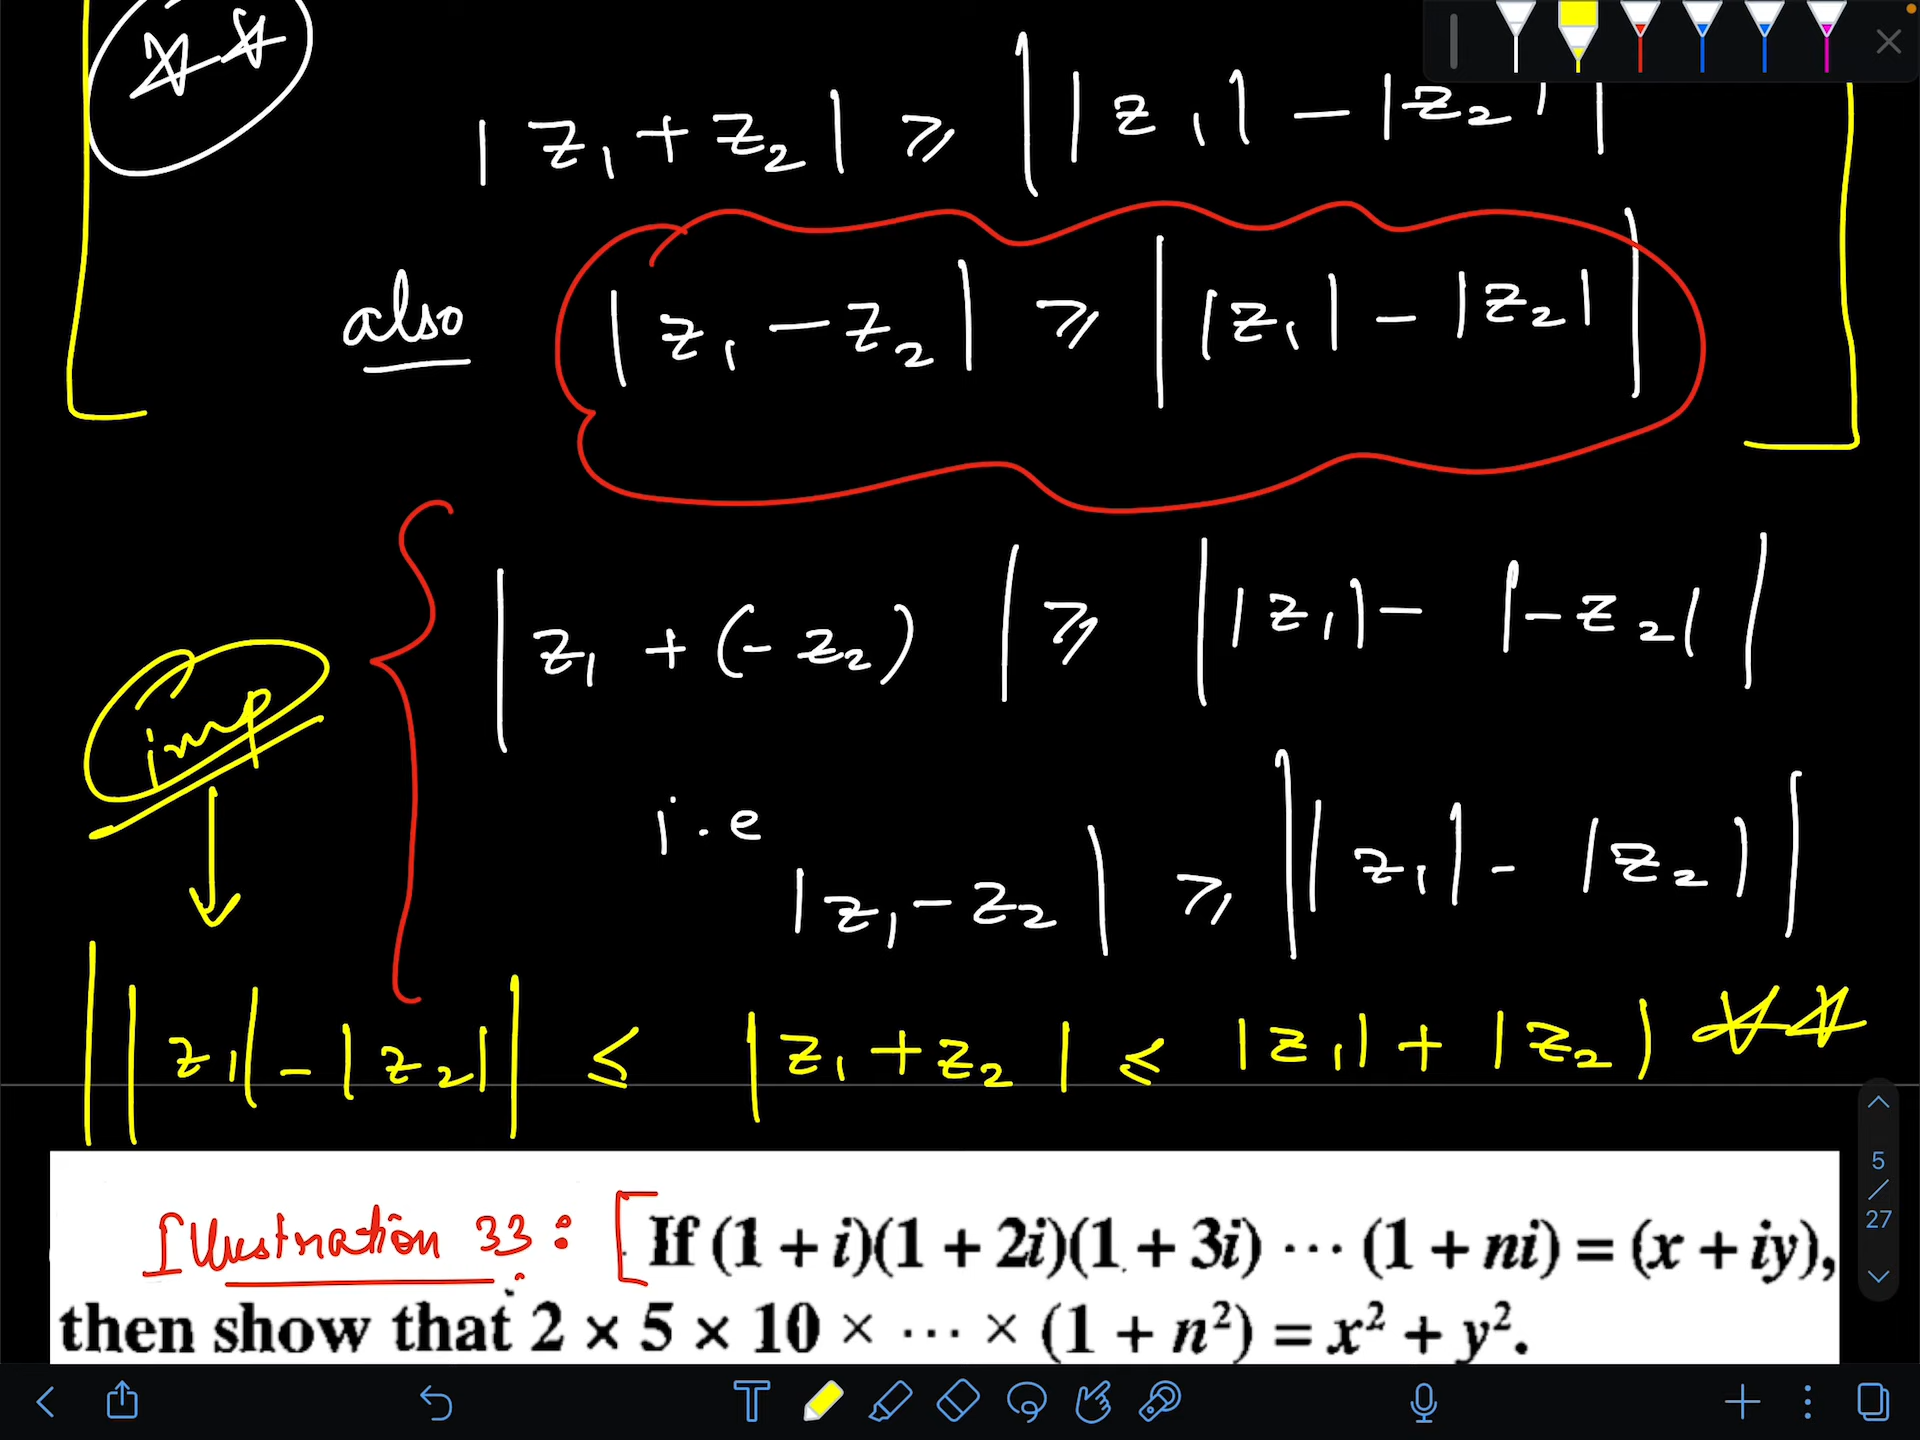 |z₁ + z₂| ⩾ ||z₁| − |z₂||
also |z₁ − z₂| ⩾ ||z₁| − |z₂||
|z₁ + (− z₂)| ⩾ ||z₁| − |−z₂||
imp
i.e
|z₁ − z₂| ⩾ ||z₁| − |z₂||
||z₁| − |z₂|| ≤ |z₁ + z₂| ≤ |z₁| + |z₂|
5
/
27
Illustration 33 : [If (1 + i)(1 + 2i)(1 + 3i) ⋯ (1 + ni) = (x + iy),
then show that 2 × 5 × 10 × ⋯ × (1 + n²) = x² + y².
T